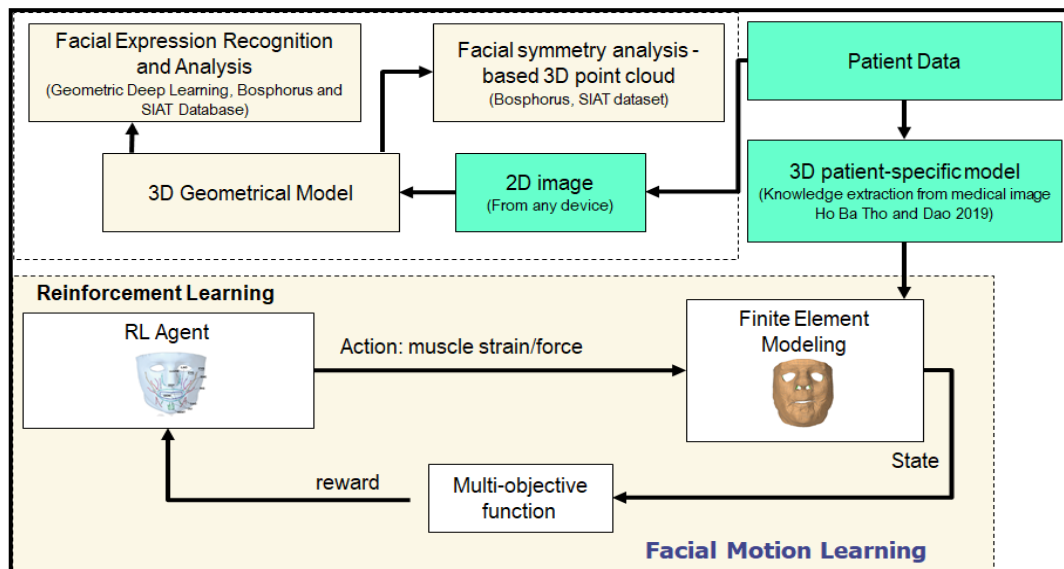 Facial Expression Recognition
and Analysis
(Geometric Deep Learning, Bosphorus and
SIAT Database)
Facial symmetry analysis -
based 3D point cloud
(Bosphorus, SIAT dataset)
Patient Data
3D Geometrical Model
2D image
(From any device)
3D patient-specific model
(Knowledge extraction from medical image
Ho Ba Tho and Dao 2019)
Reinforcement Learning
RL Agent
Action: muscle strain/force
Finite Element
Modeling
State
reward
Multi-objective
function
Facial Motion Learning